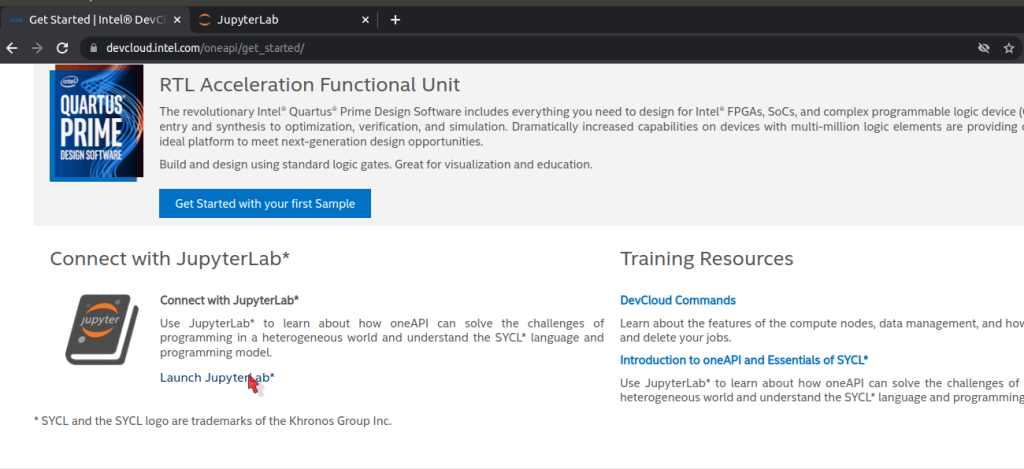 Get Started | Intel® DevCl
JupyterLab
devcloud.intel.com/oneapi/get_started/
intel
QUARTUS
PRIME
DESIGN SOFTWARE
RTL Acceleration Functional Unit
The revolutionary Intel® Quartus® Prime Design Software includes everything you need to design for Intel® FPGAs, SoCs, and complex programmable logic device (
entry and synthesis to optimization, verification, and simulation. Dramatically increased capabilities on devices with multi-million logic elements are providing
ideal platform to meet next-generation design opportunities.
Build and design using standard logic gates. Great for visualization and education.
Get Started with your first Sample
Connect with JupyterLab*
jupyter
Connect with JupyterLab*
Use JupyterLab* to learn about how oneAPI can solve the challenges of
programming in a heterogeneous world and understand the SYCL* language and
programming model.
Launch JupyterLab*
Training Resources
DevCloud Commands
Learn about the features of the compute nodes, data management, and how
and delete your jobs.
Introduction to oneAPI and Essentials of SYCL*
Use JupyterLab* to learn about how oneAPI can solve the challenges of
heterogeneous world and understand the SYCL* language and programming
* SYCL and the SYCL logo are trademarks of the Khronos Group Inc.